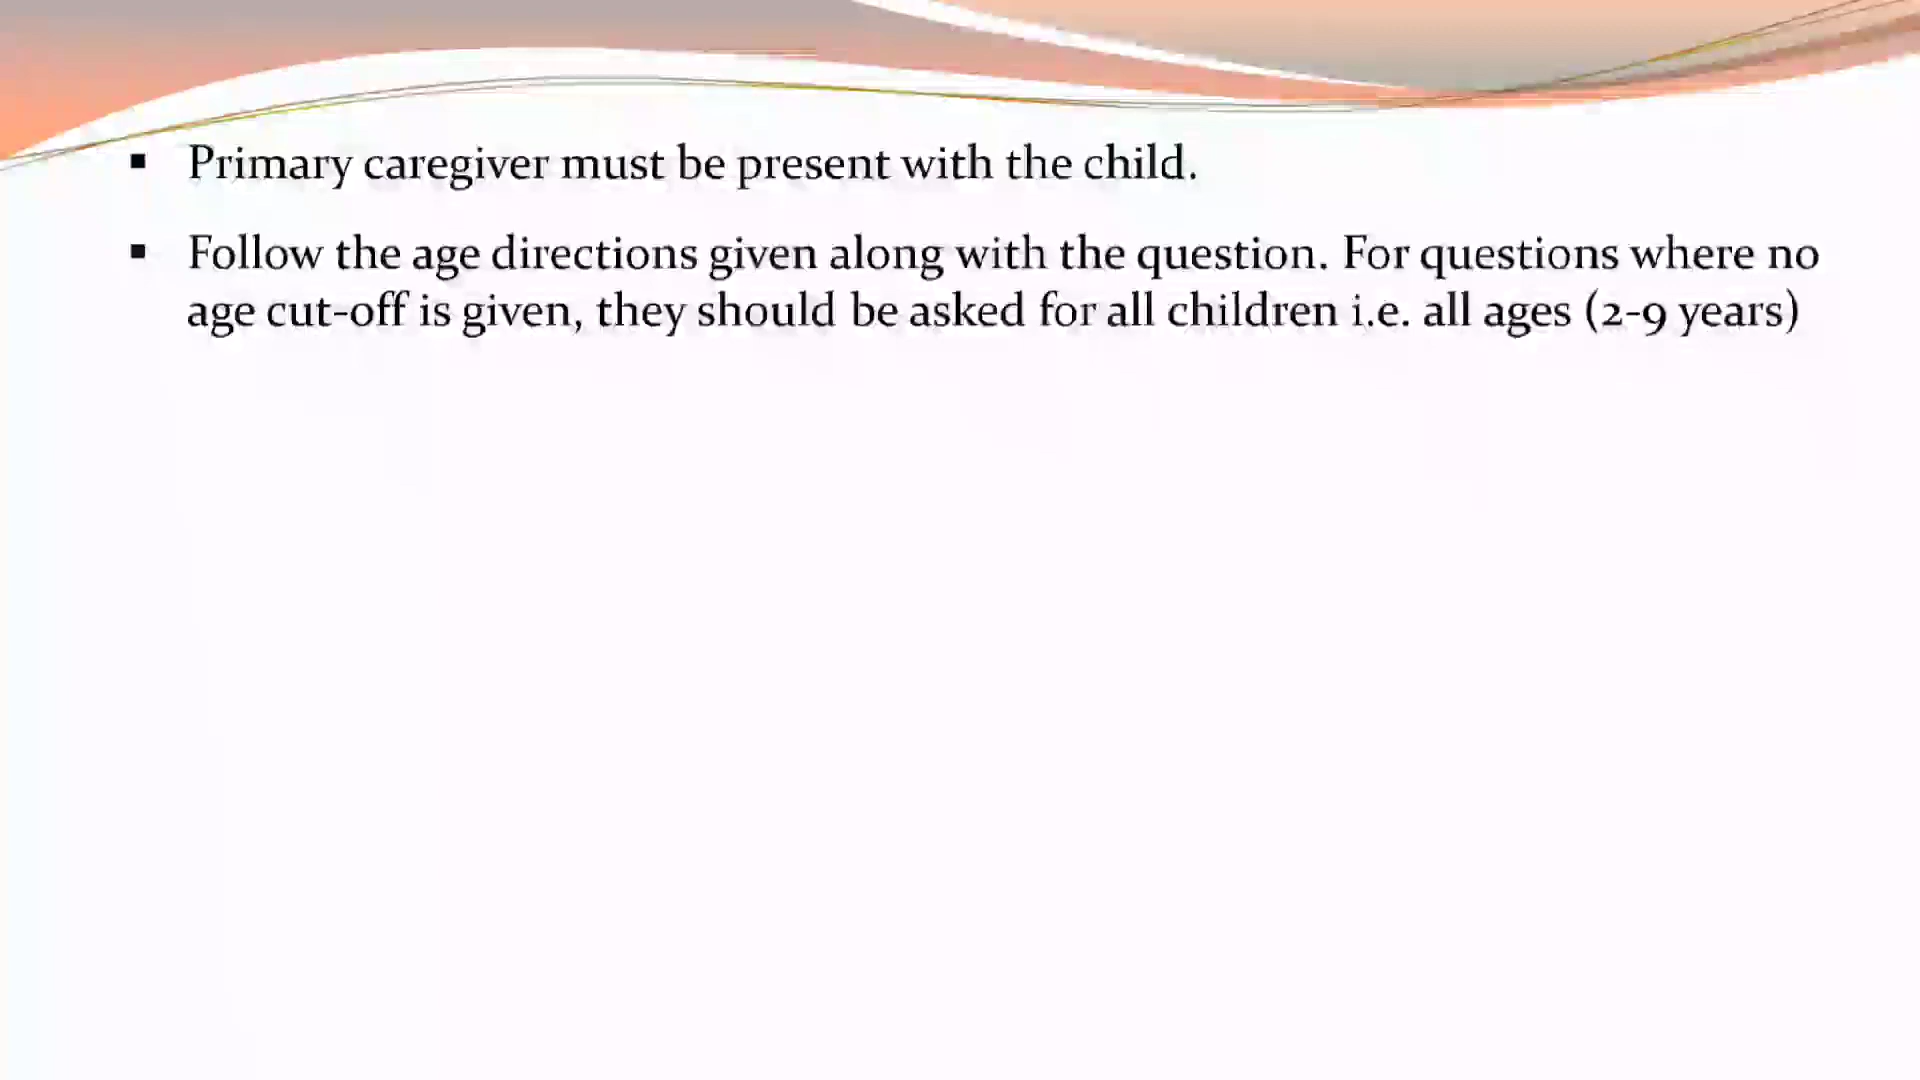 ▪ Primary caregiver must be present with the child.
▪ Follow the age directions given along with the question. For questions where no
age cut-off is given, they should be asked for all children i.e. all ages (2-9 years)